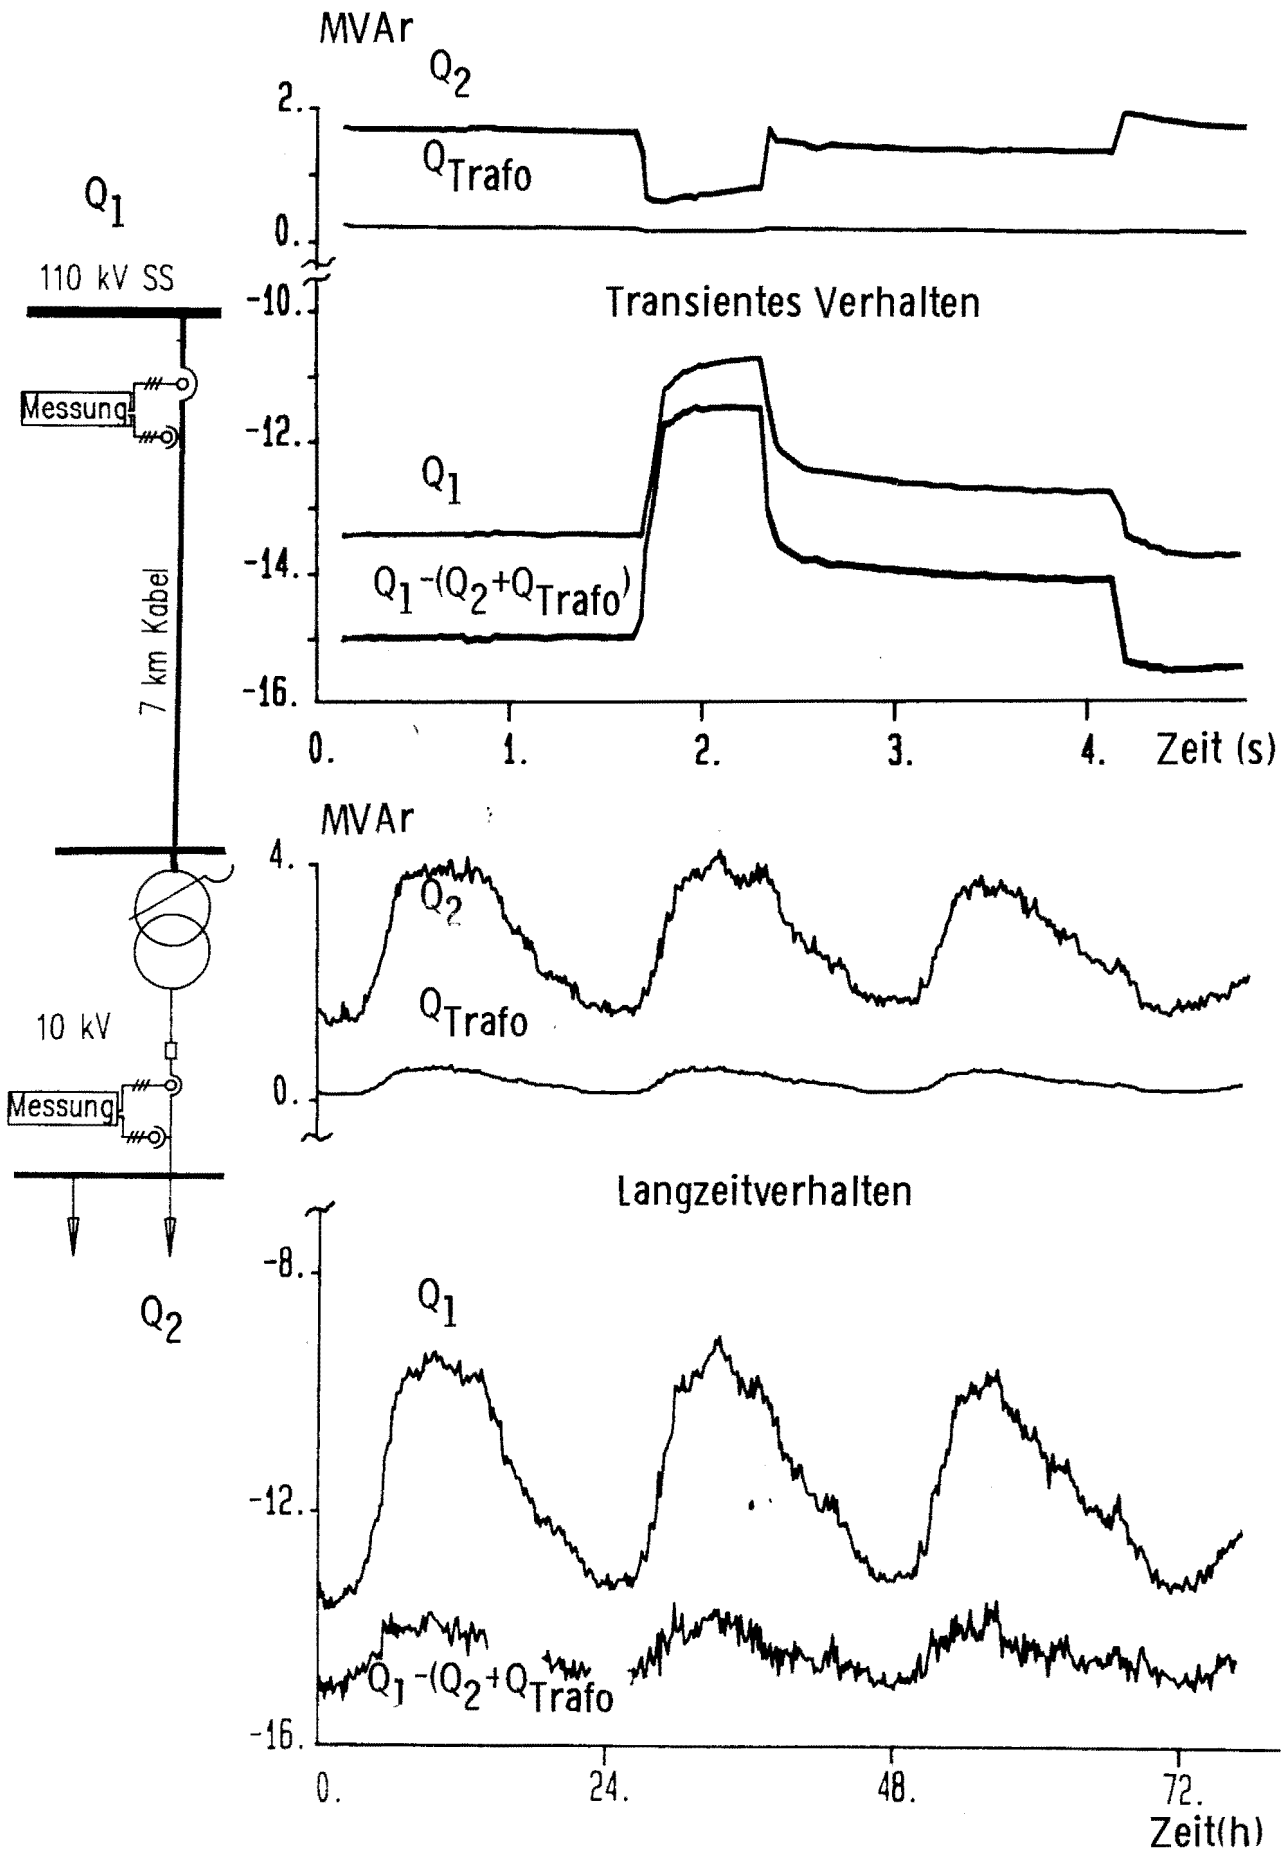 MVAr
Q2
2.
QTrafo
0.
Q1
110 kV SS
-10.
Transientes Verhalten
Messung
-12.
Q1
-14.
Q1-(Q2+QTrafo)
7 km Kabel
-16.
0.
1.
2.
3.
4.
Zeit (s)
MVAr
4.
Q2
QTrafo
10 kV
0.
Messung
Langzeitverhalten
-8.
Q1
Q2
-12.
Q1-(Q2+QTrafo
-16.
0.
24.
48.
72.
Zeit(h)